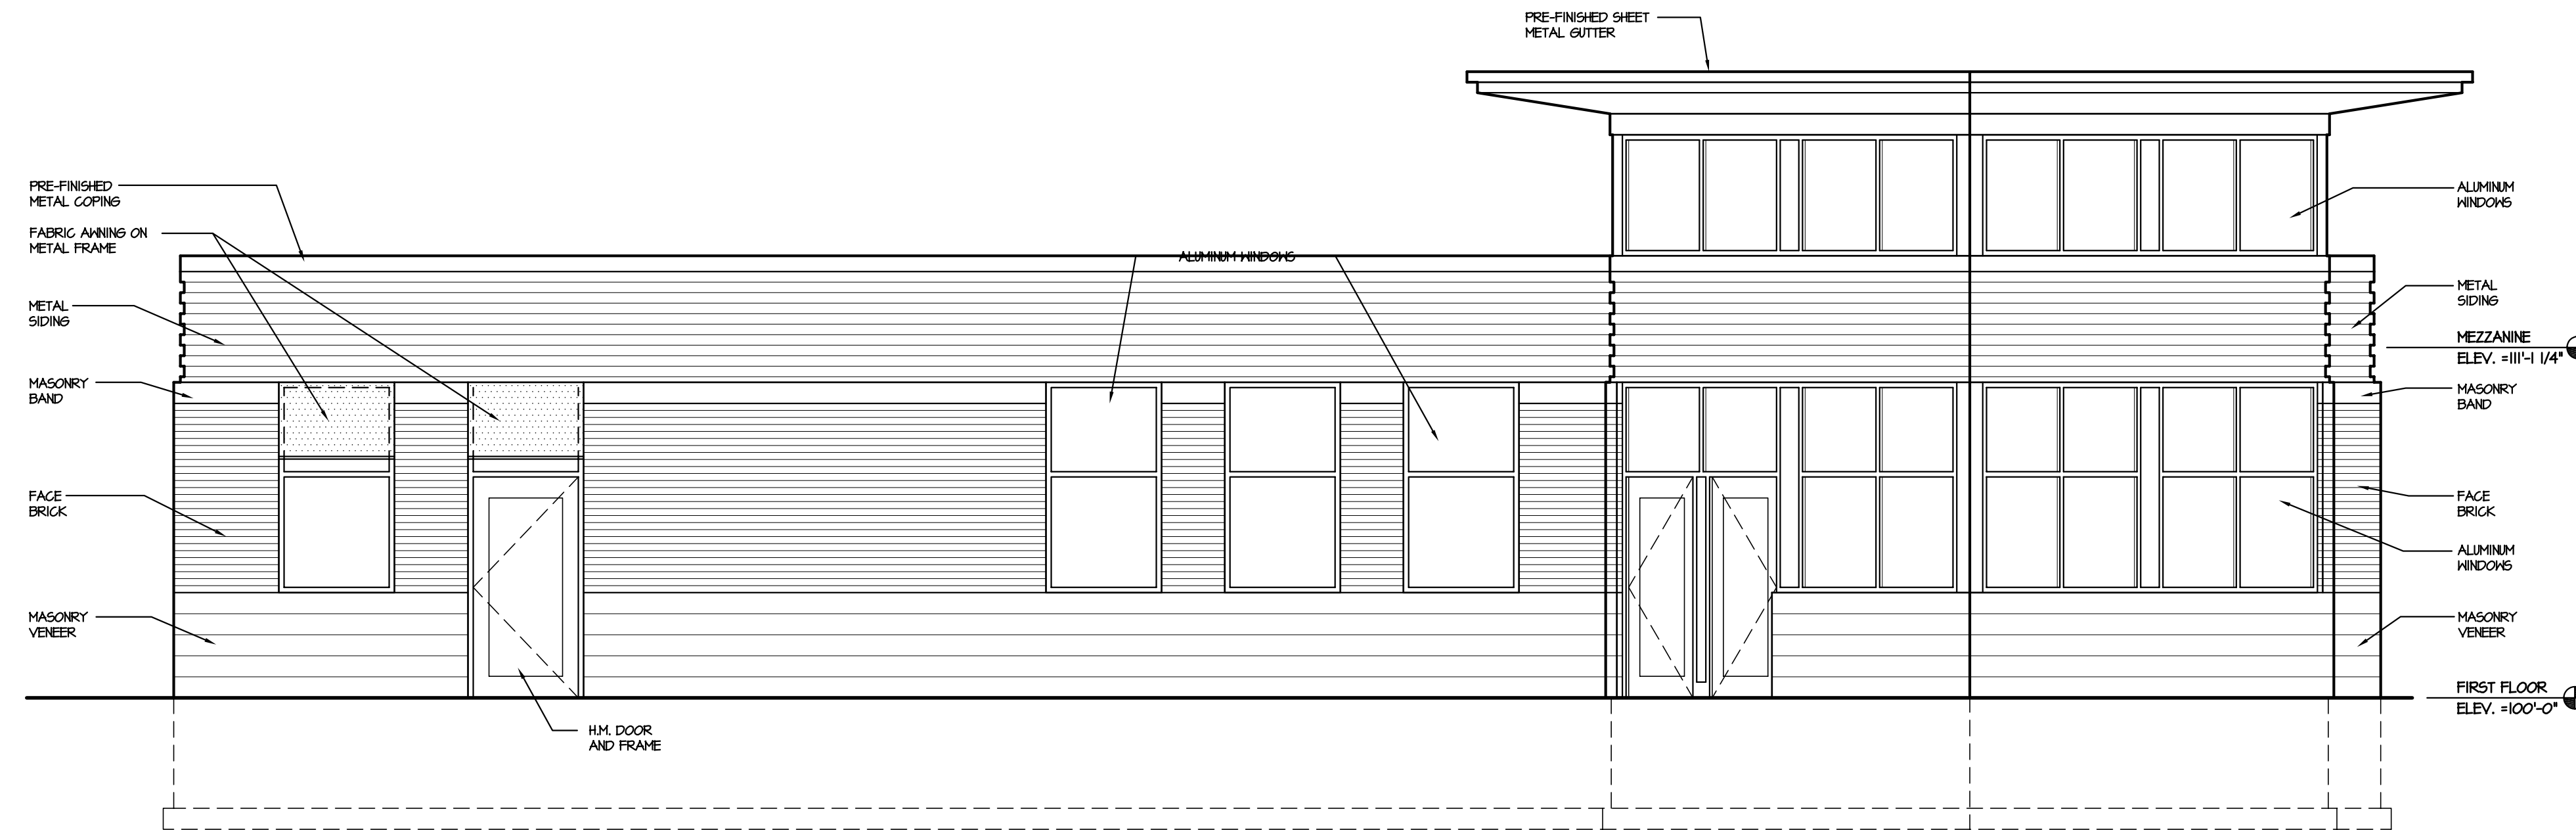 PRE-FINISHED SHEET
METAL GUTTER
PRE-FINISHED
METAL COPING
FABRIC AWNING ON
METAL FRAME
METAL
SIDING
MASONRY
BAND
FACE
BRICK
MASONRY
VENEER
ALUMINUM WINDOWS
H.M. DOOR
AND FRAME
ALUMINUM
WINDOWS
METAL
SIDING
MEZZANINE
ELEV. =111'-1 1/4"
MASONRY
BAND
FACE
BRICK
ALUMINUM
WINDOWS
MASONRY
VENEER
FIRST FLOOR
ELEV. =100'-0"